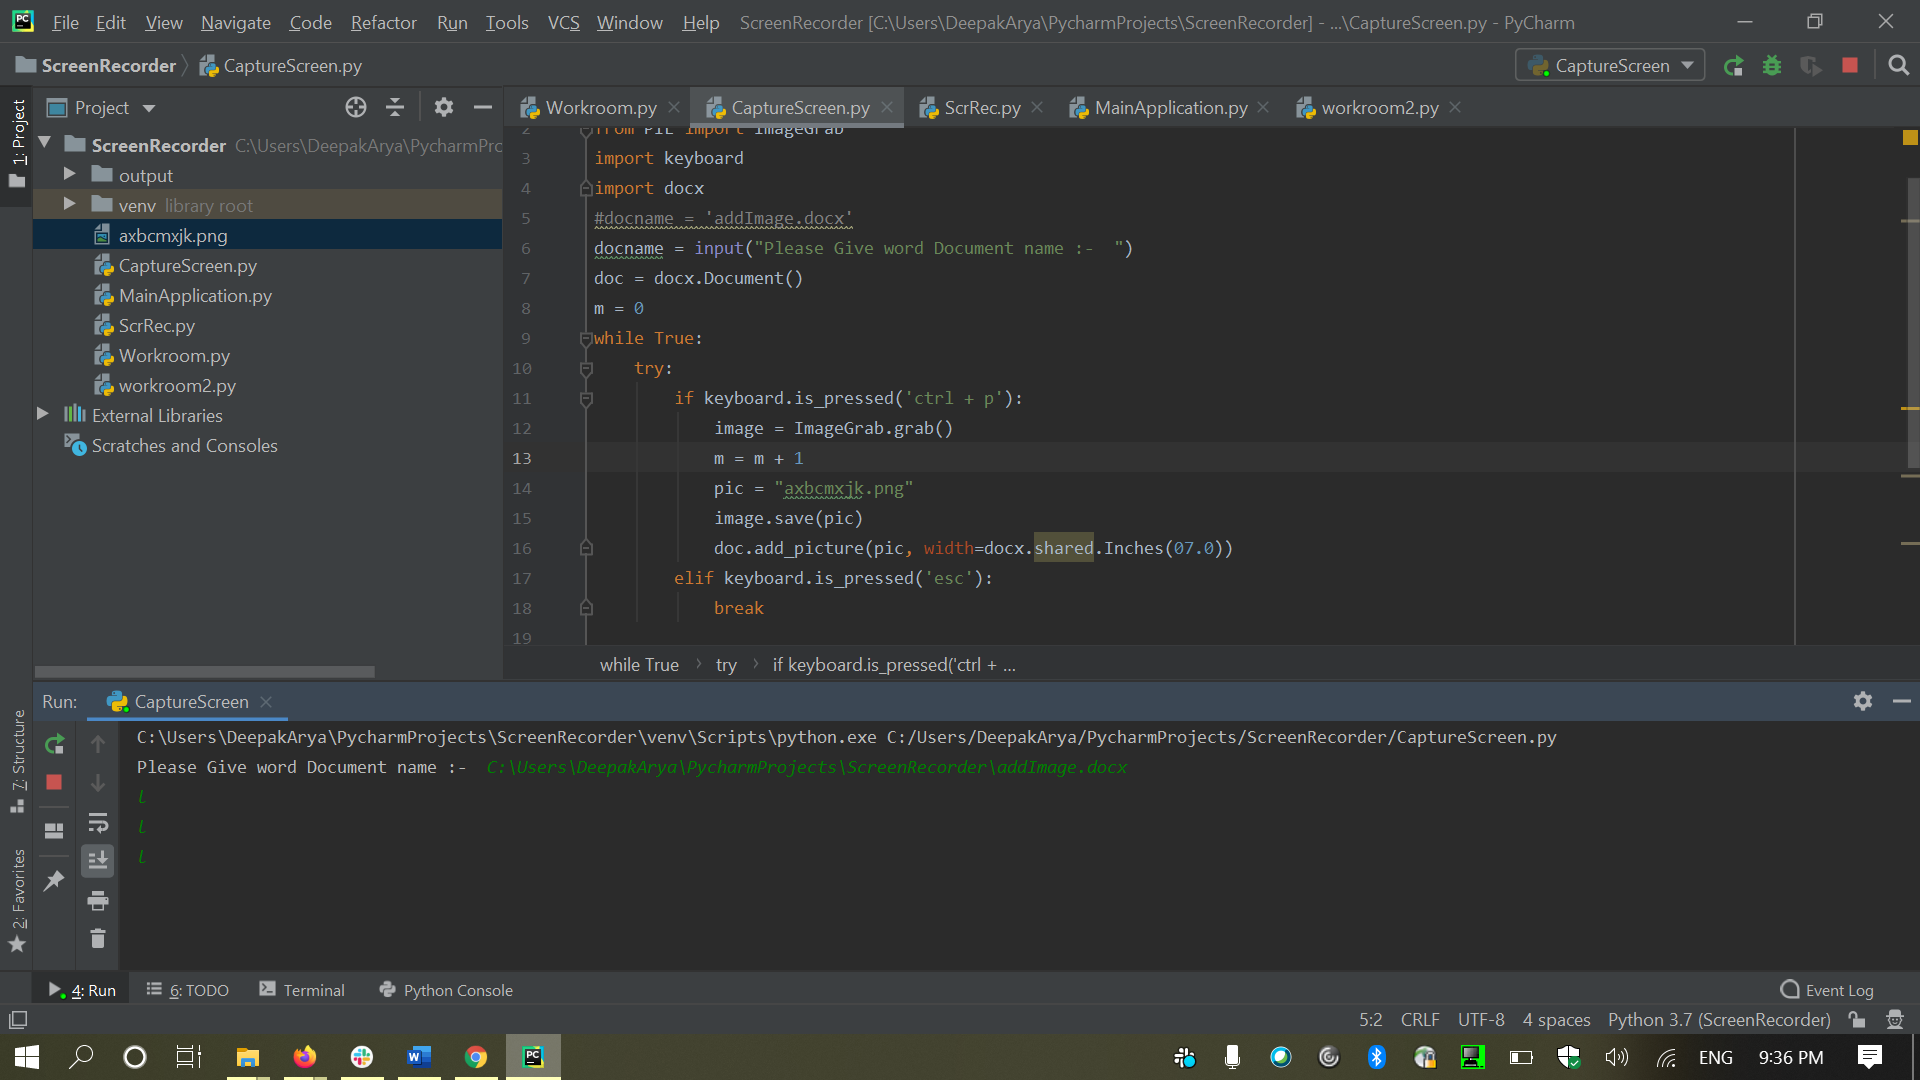 File Edit View Navigate Code Refactor Run Tools VCS Window Help ScreenRecorder [C:\Users\DeepakArya\PycharmProjects\ScreenRecorder] - ...\CaptureScreen.py - PyCharm
ScreenRecorder CaptureScreen.py
CaptureScreen
1: Project
Project
ScreenRecorder C:\Users\DeepakArya\PycharmPro
output
venv library root
axbcmxjk.png
CaptureScreen.py
MainApplication.py
ScrRec.py
Workroom.py
workroom2.py
External Libraries
Scratches and Consoles
Workroom.py CaptureScreen.py ScrRec.py MainApplication.py workroom2.py
2 from PIL import ImageGrab
3 import keyboard
4 import docx
5 #docname = 'addImage.docx'
6 docname = input("Please Give word Document name :-  ")
7 doc = docx.Document()
8 m = 0
9 while True:
10 try:
11 if keyboard.is_pressed('ctrl + p'):
12 image = ImageGrab.grab()
13 m = m + 1
14 pic = "axbcmxjk.png"
15 image.save(pic)
16 doc.add_picture(pic, width=docx.shared.Inches(07.0))
17 elif keyboard.is_pressed('esc'):
18 break
19
while True try if keyboard.is_pressed('ctrl + ...
Run: CaptureScreen
C:\Users\DeepakArya\PycharmProjects\ScreenRecorder\venv\Scripts\python.exe C:/Users/DeepakArya/PycharmProjects/ScreenRecorder/CaptureScreen.py
Please Give word Document name :-  C:\Users\DeepakArya\PycharmProjects\ScreenRecorder\addImage.docx
l
l
l
7: Structure
2: Favorites
4: Run 6: TODO Terminal Python Console Event Log
5:2 CRLF UTF-8 4 spaces Python 3.7 (ScreenRecorder)
ENG 9:36 PM